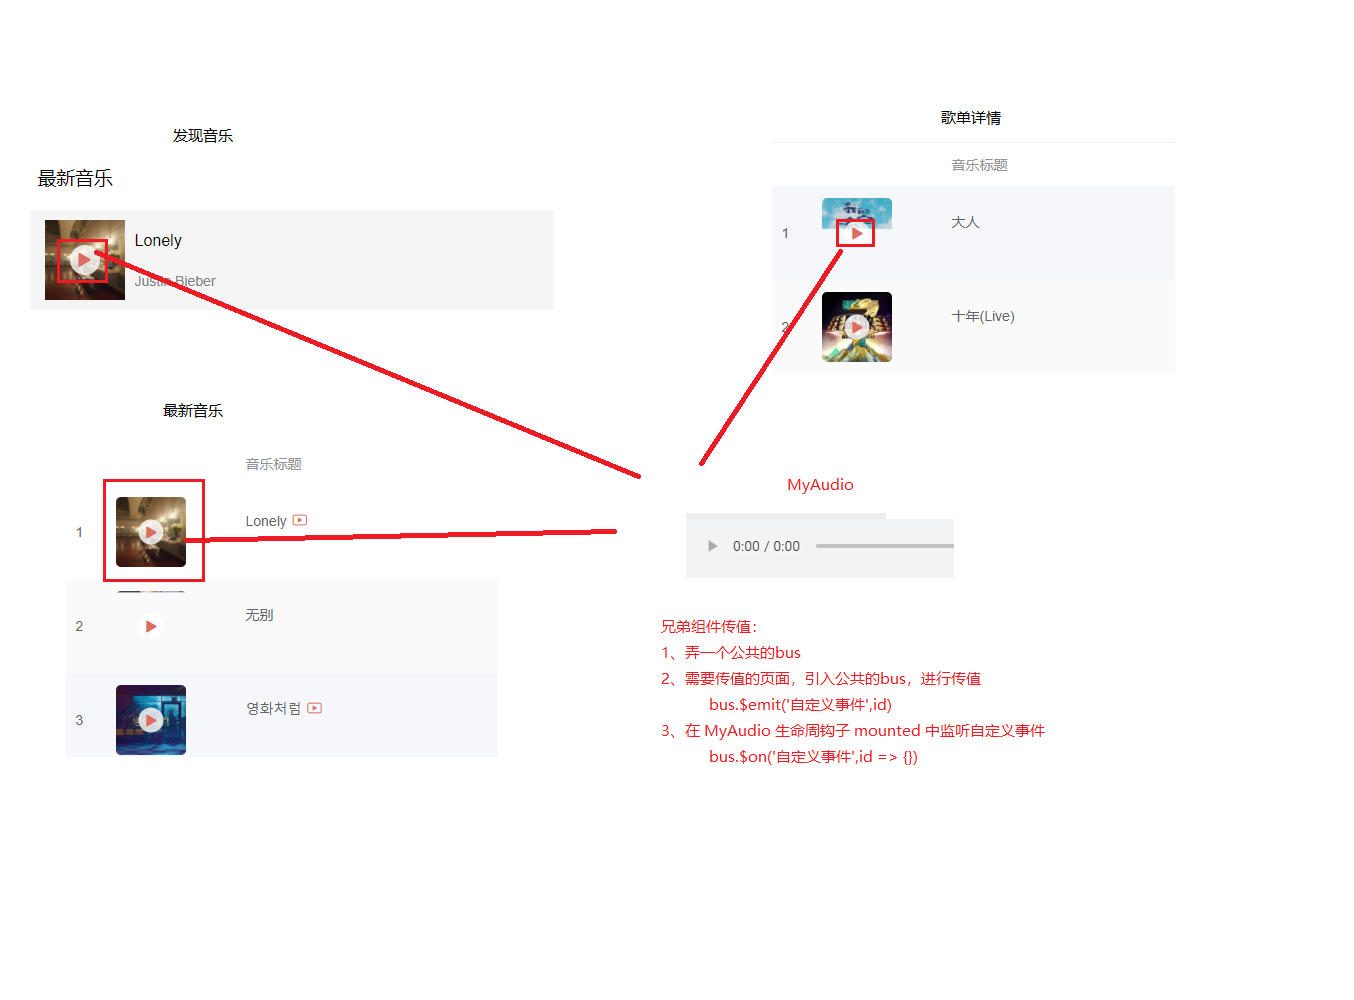 发现音乐
最新音乐
Lonely
Justin Bieber
最新音乐
音乐标题
1
Lonely
2
无别
3
영화처럼
歌单详情
音乐标题
1
大人
2
十年(Live)
MyAudio
0:00 / 0:00
兄弟组件传值：
1、弄一个公共的bus
2、需要传值的页面，引入公共的bus，进行传值
bus.$emit('自定义事件',id)
3、在 MyAudio 生命周钩子 mounted 中监听自定义事件
bus.$on('自定义事件',id => {})